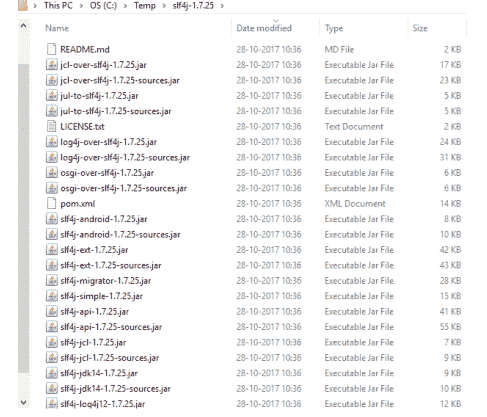 This PC > OS (C:) > Temp > slf4j-1.7.25 >
Name Date modified Type Size
README.md 28-10-2017 10:36 MD File 2 KB
jcl-over-slf4j-1.7.25.jar 28-10-2017 10:36 Executable Jar File 17 KB
jcl-over-slf4j-1.7.25-sources.jar 28-10-2017 10:36 Executable Jar File 23 KB
jul-to-slf4j-1.7.25.jar 28-10-2017 10:36 Executable Jar File 5 KB
jul-to-slf4j-1.7.25-sources.jar 28-10-2017 10:36 Executable Jar File 5 KB
LICENSE.txt 28-10-2017 10:36 Text Document 2 KB
log4j-over-slf4j-1.7.25.jar 28-10-2017 10:36 Executable Jar File 24 KB
log4j-over-slf4j-1.7.25-sources.jar 28-10-2017 10:36 Executable Jar File 31 KB
osgi-over-slf4j-1.7.25.jar 28-10-2017 10:36 Executable Jar File 6 KB
osgi-over-slf4j-1.7.25-sources.jar 28-10-2017 10:36 Executable Jar File 6 KB
pom.xml 28-10-2017 10:36 XML Document 14 KB
slf4j-android-1.7.25.jar 28-10-2017 10:36 Executable Jar File 8 KB
slf4j-android-1.7.25-sources.jar 28-10-2017 10:36 Executable Jar File 10 KB
slf4j-ext-1.7.25.jar 28-10-2017 10:36 Executable Jar File 42 KB
slf4j-ext-1.7.25-sources.jar 28-10-2017 10:36 Executable Jar File 43 KB
slf4j-migrator-1.7.25.jar 28-10-2017 10:36 Executable Jar File 28 KB
slf4j-simple-1.7.25.jar 28-10-2017 10:36 Executable Jar File 15 KB
slf4j-api-1.7.25.jar 28-10-2017 10:36 Executable Jar File 41 KB
slf4j-api-1.7.25-sources.jar 28-10-2017 10:36 Executable Jar File 55 KB
slf4j-jcl-1.7.25.jar 28-10-2017 10:36 Executable Jar File 7 KB
slf4j-jcl-1.7.25-sources.jar 28-10-2017 10:36 Executable Jar File 9 KB
slf4j-jdk14-1.7.25.jar 28-10-2017 10:36 Executable Jar File 9 KB
slf4j-jdk14-1.7.25-sources.jar 28-10-2017 10:36 Executable Jar File 10 KB
slf4j-log4j12-1.7.25.jar 28-10-2017 10:36 Executable Jar File 12 KB